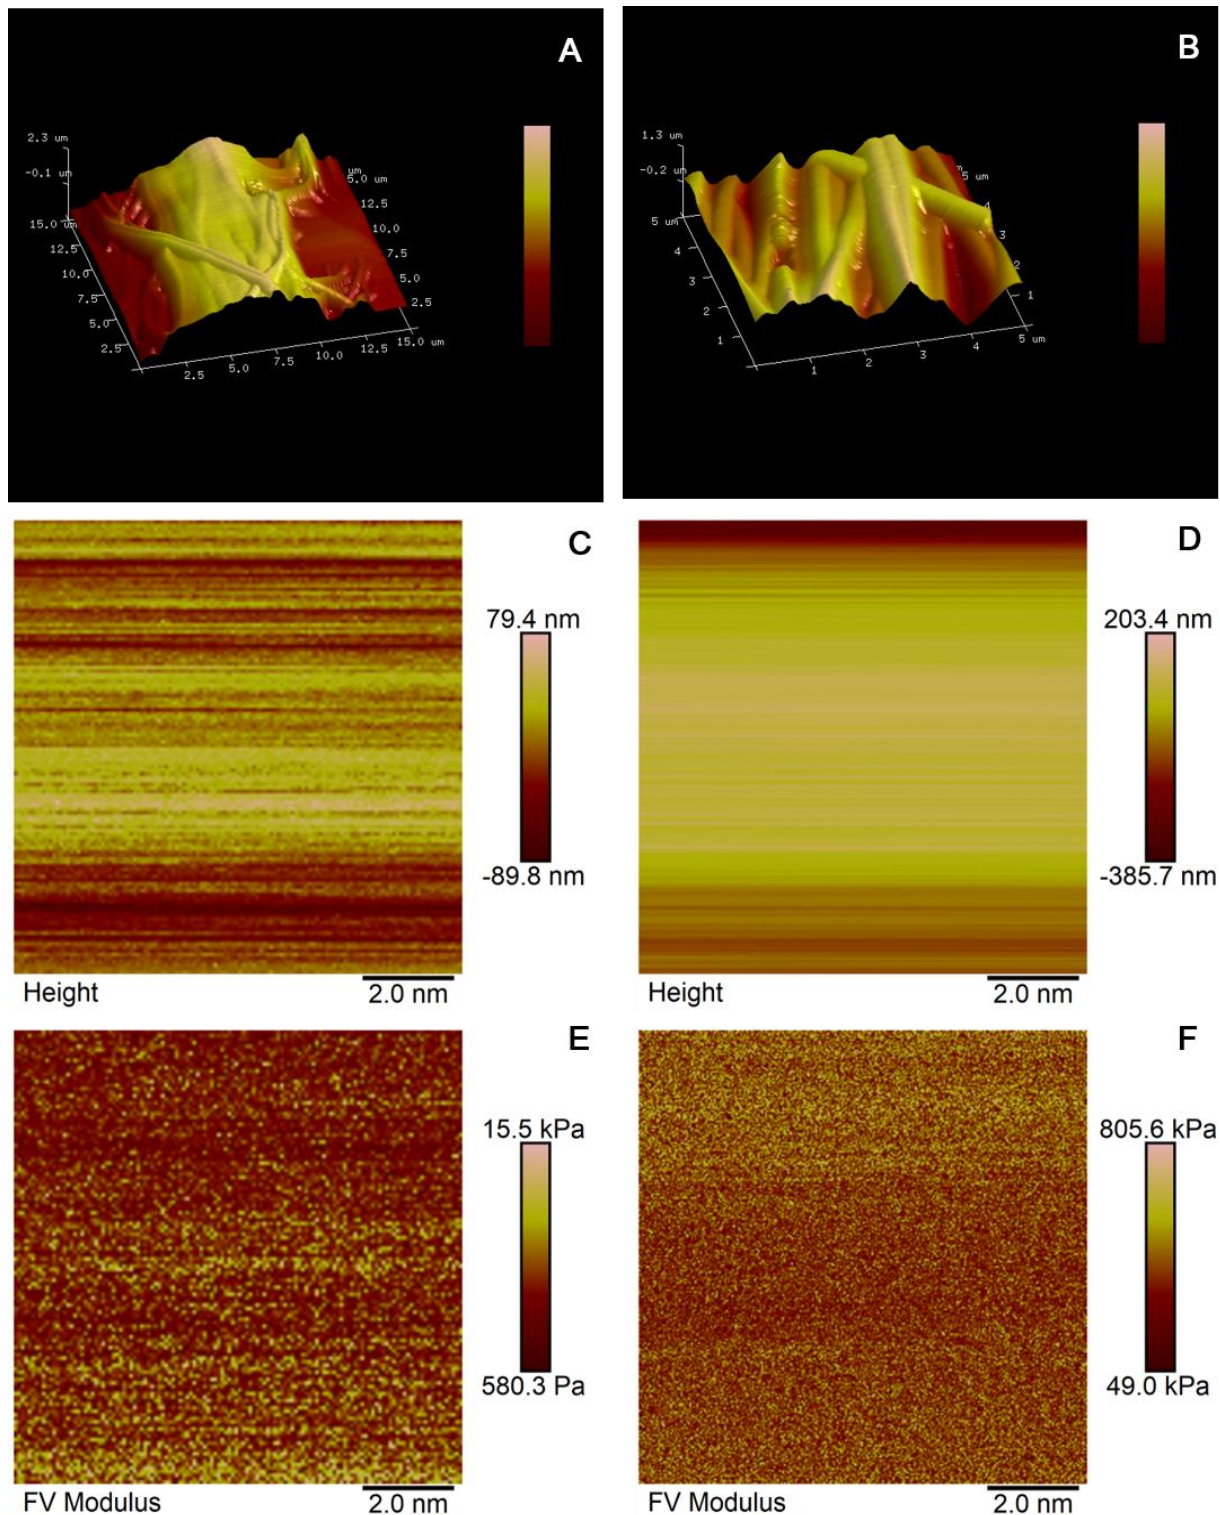 A
2.3 um
-0.1 um
15.0 um
12.5
10.0
7.5
5.0
2.5
2.5
5.0
7.5
10.0
12.5
15.0 um
um
5.0 um
12.5
10.0
7.5
5.0
2.5
B
1.3 um
-0.2 um
5 um
4
3
2
1
1
2
3
4
5 um
5 um
4
3
2
1
C
79.4 nm
-89.8 nm
Height
2.0 nm
D
203.4 nm
-385.7 nm
Height
2.0 nm
E
15.5 kPa
580.3 Pa
FV Modulus
2.0 nm
F
805.6 kPa
49.0 kPa
FV Modulus
2.0 nm